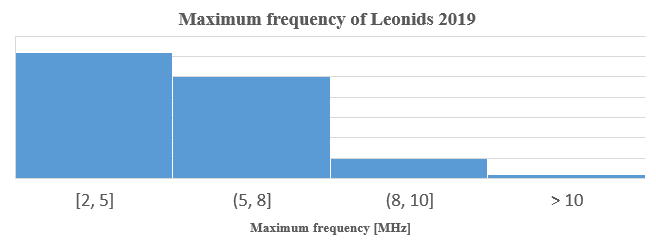 Maximum frequency of Leonids 2019
[2, 5] (5, 8] (8, 10] > 10
Maximum frequency [MHz]